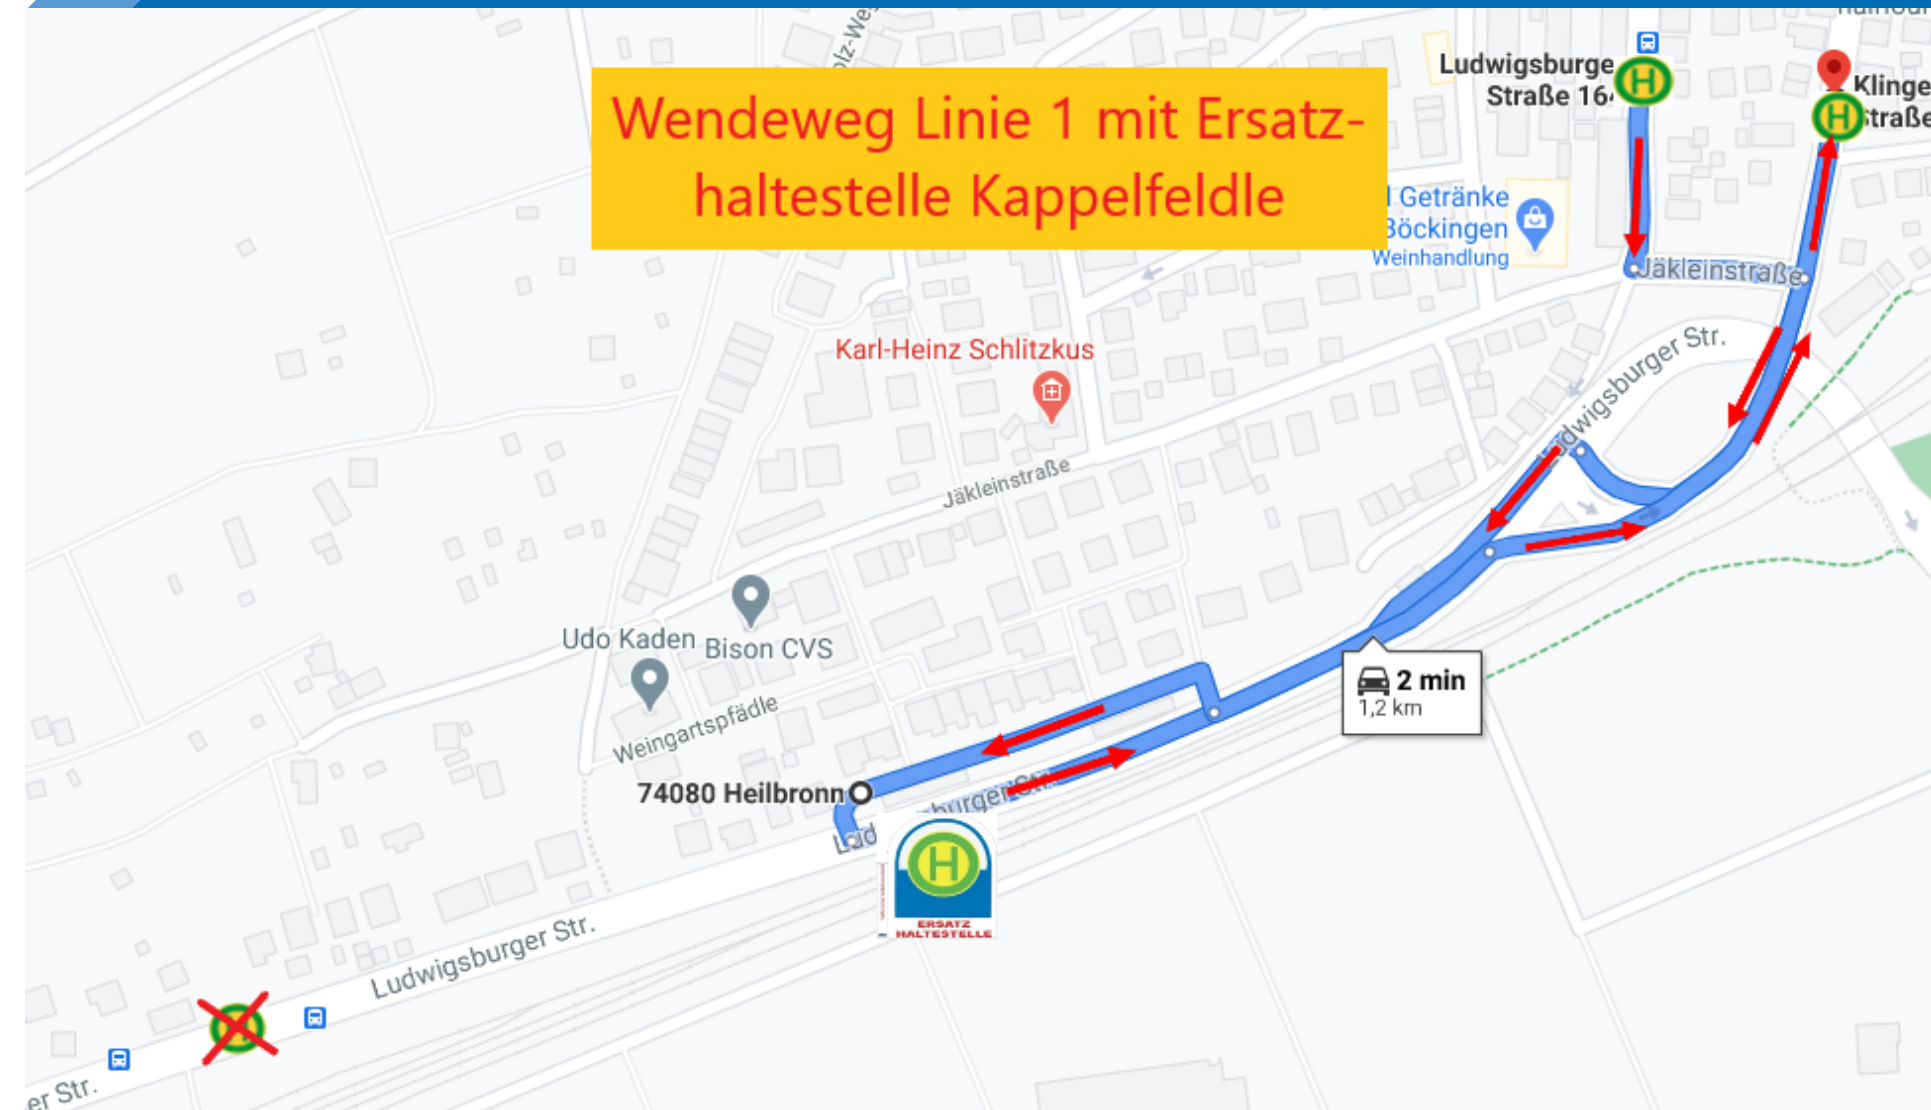 Wendeweg Linie 1 mit Ersatz-
haltestelle Kappelfeldle
Ludwigsburge
Straße 16
H
Klinge
H
traße
Getränke
Böckingen
Weinhandlung
Jäkleinstraße
Ludwigsburger Str.
Karl-Heinz Schlitzkus
Jäkleinstraße
Udo Kaden
Bison CVS
Weingartspfädle
2 min
1,2 km
74080 Heilbronn
burger Str.
H
ERSATZ
HALTESTELLE
Ludwigsburger Str.
er Str.